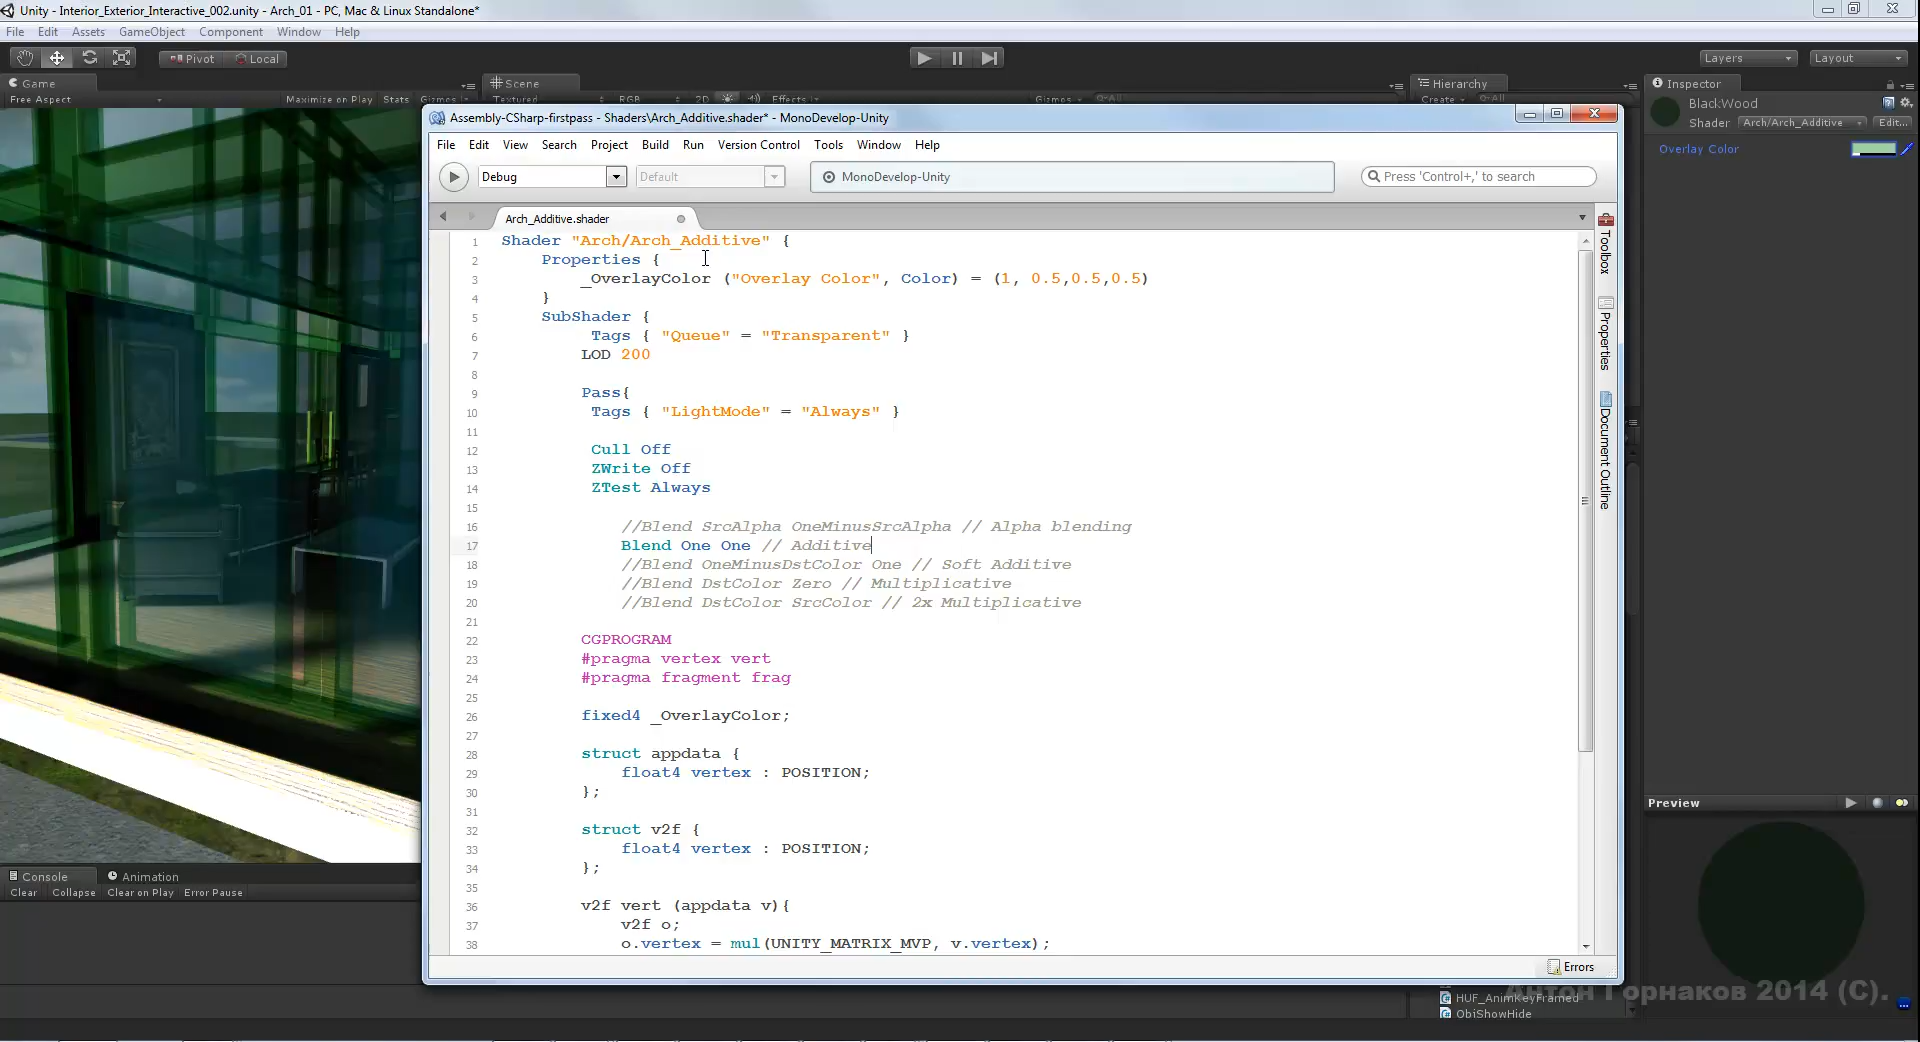 Unity - Interior_Exterior_Interactive_002.unity - Arch_01 - PC, Mac & Linux Standalone*
File Edit Assets GameObject Component Window Help
Pivot Local Layers Layout
Game Scene Hierarchy Inspector
Free Aspect Maximize on Play Stats Gizmos Textured RGB 2D Effects Gizmos All Create All
BlackWood
Shader Arch/Arch_Additive Edit...
Overlay Color
Assembly-CSharp-firstpass - Shaders\Arch_Additive.shader* - MonoDevelop-Unity
File Edit View Search Project Build Run Version Control Tools Window Help
Debug Default MonoDevelop-Unity Press 'Control+,' to search
Arch_Additive.shader
1 Shader "Arch/Arch_Additive" {
2 Properties {
3 _OverlayColor ("Overlay Color", Color) = (1, 0.5,0.5,0.5)
4 }
5 SubShader {
6 Tags { "Queue" = "Transparent" }
7 LOD 200
8
9 Pass{
10 Tags { "LightMode" = "Always" }
11
12 Cull Off
13 ZWrite Off
14 ZTest Always
15
16 //Blend SrcAlpha OneMinusSrcAlpha // Alpha blending
17 Blend One One // Additive
18 //Blend OneMinusDstColor One // Soft Additive
19 //Blend DstColor Zero // Multiplicative
20 //Blend DstColor SrcColor // 2x Multiplicative
21
22 CGPROGRAM
23 #pragma vertex vert
24 #pragma fragment frag
25
26 fixed4 _OverlayColor;
27
28 struct appdata {
29 float4 vertex : POSITION;
30 };
31
32 struct v2f {
33 float4 vertex : POSITION;
34 };
35
36 v2f vert (appdata v){
37 v2f o;
38 o.vertex = mul(UNITY_MATRIX_MVP, v.vertex);
Toolbox
Properties
Document Outline
Errors
Preview
Console Animation
Clear Collapse Clear on Play Error Pause
HUF_AnimKeyFramed
ObjShowHide
Антон Горнаков 2014 (C).